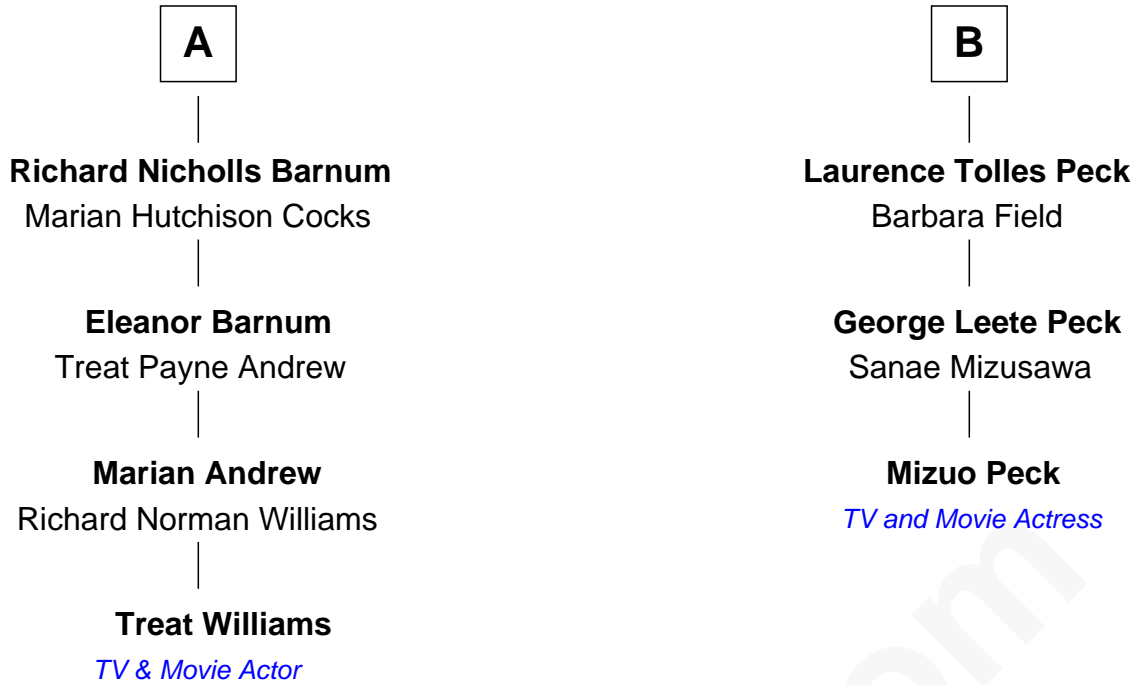 A
Richard Nicholls Barnum
Marian Hutchison Cocks
Eleanor Barnum
Treat Payne Andrew
Marian Andrew
Richard Norman Williams
Treat Williams
TV & Movie Actor
B
Laurence Tolles Peck
Barbara Field
George Leete Peck
Sanae Mizusawa
Mizuo Peck
TV and Movie Actress
om